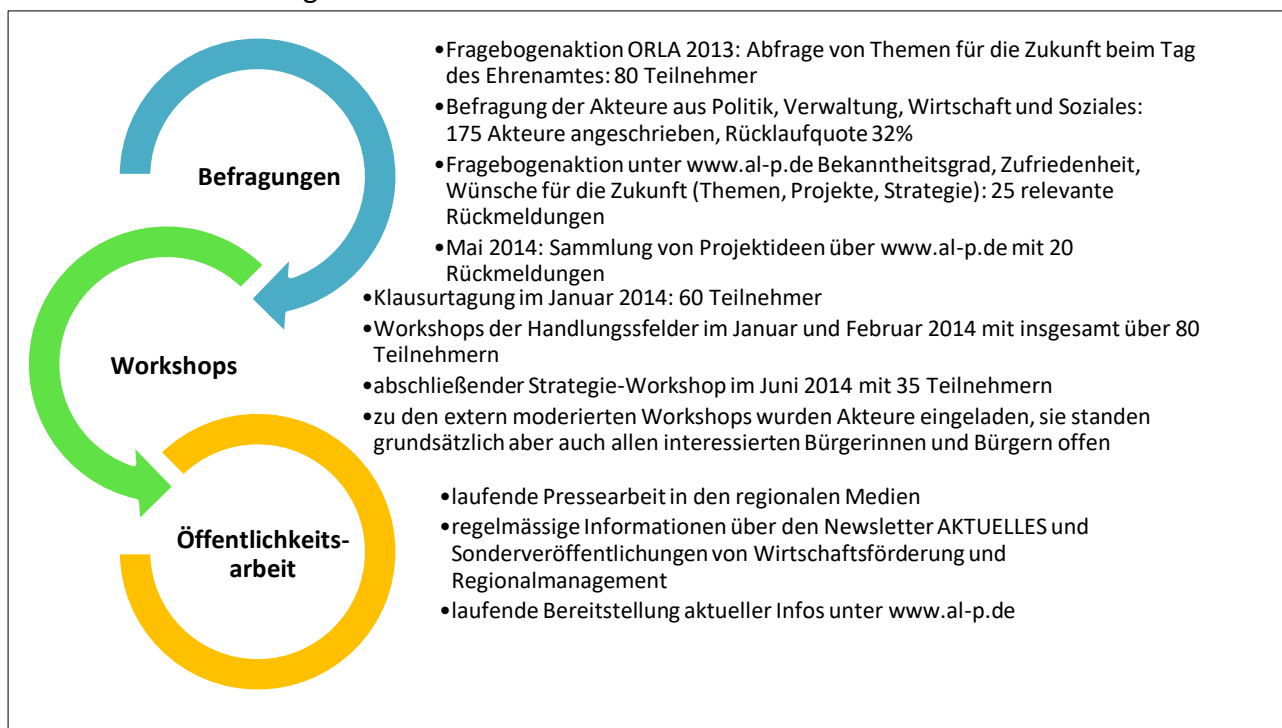 •Fragebogenaktion ORLA 2013: Abfrage von Themen für die Zukunft beim Tag
des Ehrenamtes: 80 Teilnehmer
•Befragung der Akteure aus Politik, Verwaltung, Wirtschaft und Soziales:
175 Akteure angeschrieben, Rücklaufquote 32%
•Fragebogenaktion unter www.al-p.de Bekanntheitsgrad, Zufriedenheit,
Wünsche für die Zukunft (Themen, Projekte, Strategie): 25 relevante
Rückmeldungen
•Mai 2014: Sammlung von Projektideen über www.al-p.de mit 20
Rückmeldungen
Befragungen
•Klausurtagung im Januar 2014: 60 Teilnehmer
•Workshops der Handlungssfelder im Januar und Februar 2014 mit insgesamt über 80
Teilnehmern
•abschließender Strategie-Workshop im Juni 2014 mit 35 Teilnehmern
•zu den extern moderierten Workshops wurden Akteure eingeladen, sie standen
grundsätzlich aber auch allen interessierten Bürgerinnen und Bürgern offen
Workshops
•laufende Pressearbeit in den regionalen Medien
•regelmässige Informationen über den Newsletter AKTUELLES und
Sonderveröffentlichungen von Wirtschaftsförderung und
Regionalmanagement
•laufende Bereitstellung aktueller Infos unter www.al-p.de
Öffentlichkeits-
arbeit